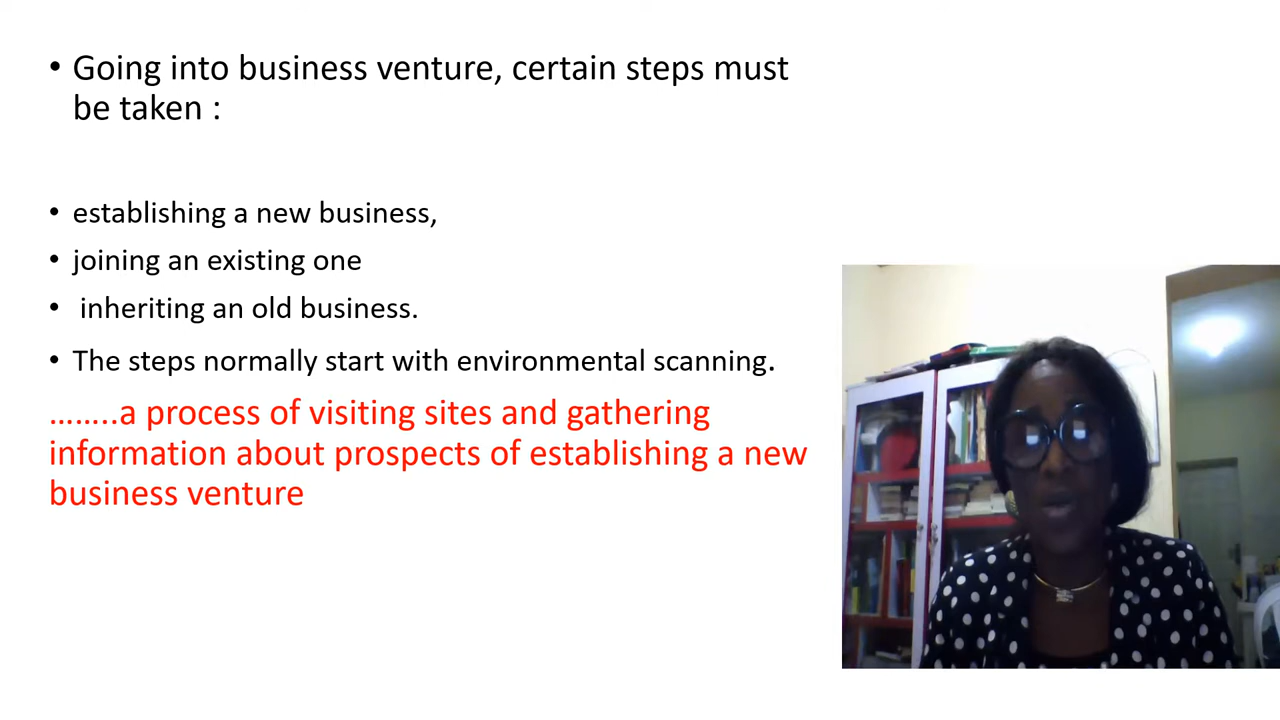 • Going into business venture, certain steps must
be taken :
• establishing a new business,
• joining an existing one
• inheriting an old business.
• The steps normally start with environmental scanning.
……..a process of visiting sites and gathering
information about prospects of establishing a new
business venture